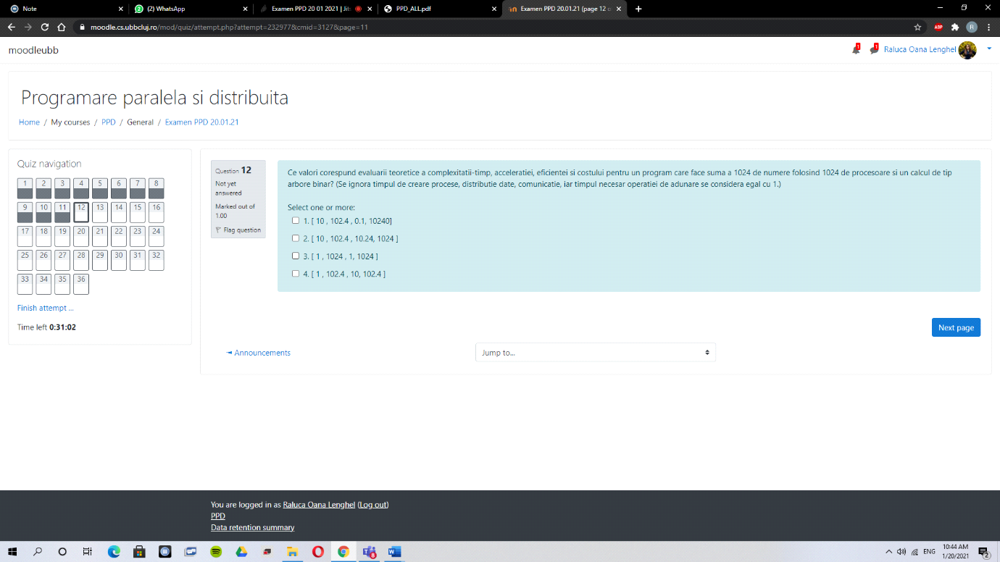 Note
(2) WhatsApp
Examen PPD 20 01 2021 | Jit
PPD_ALL.pdf
Examen PPD 20.01.21 (page 12 o
moodle.cs.ubbcluj.ro/mod/quiz/attempt.php?attempt=232977&cmid=3127&page=11
ABP
R
moodleubb
1
1
Raluca Oana Lenghel
Programare paralela si distribuita
Home / My courses / PPD / General / Examen PPD 20.01.21
Quiz navigation
1 2 3 4 5 6 7 8
9 10 11 12 13 14 15 16
17 18 19 20 21 22 23 24
25 26 27 28 29 30 31 32
33 34 35 36
Finish attempt ...
Time left 0:31:02
Question 12
Not yet
answered
Marked out of
1.00
Flag question
Ce valori corespund evaluarii teoretice a complexitatii-timp, acceleratiei, eficientei si costului pentru un program care face suma a 1024 de numere folosind 1024 de procesoare si un calcul de tip
arbore binar? (Se ignora timpul de creare procese, distributie date, comunicatie, iar timpul necesar operatiei de adunare se considera egal cu 1.)
Select one or more:
1. [ 10 , 102.4 , 0.1, 10240]
2. [ 10 , 102.4 , 10.24, 1024 ]
3. [ 1 , 1024 , 1, 1024 ]
4. [ 1 , 102.4 , 10, 102.4 ]
Next page
◄ Announcements
Jump to...
You are logged in as Raluca Oana Lenghel (Log out)
PPD
Data retention summary
ENG
10:44 AM
1/20/2021
2